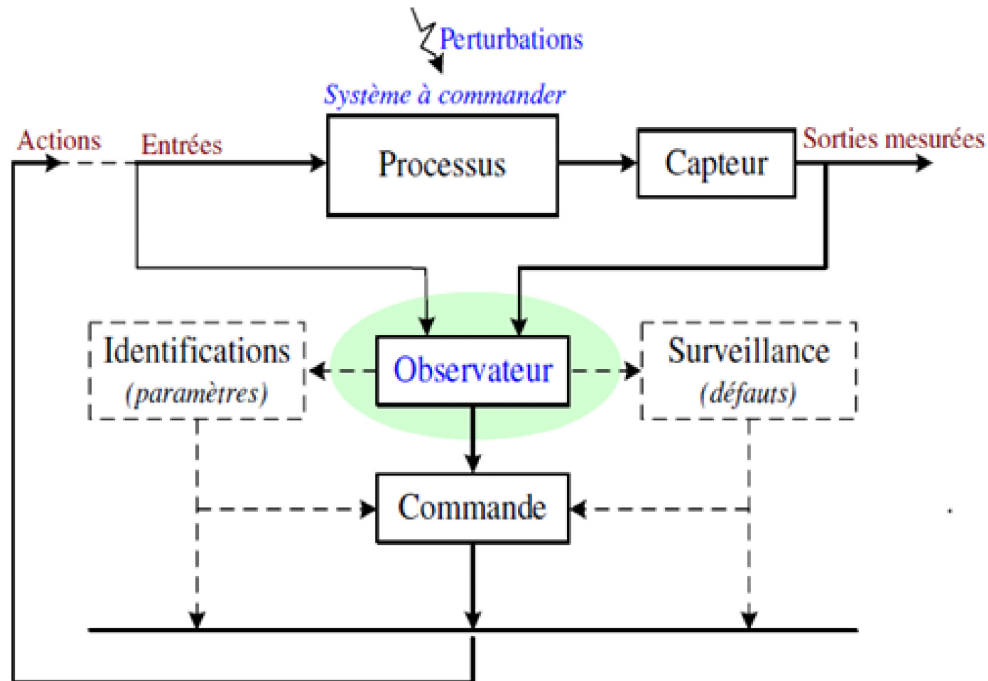 Perturbations
Système à commander
Actions
Entrées
Processus
Capteur
Sorties mesurées
Identifications
(paramètres)
Observateur
Surveillance
(défauts)
Commande